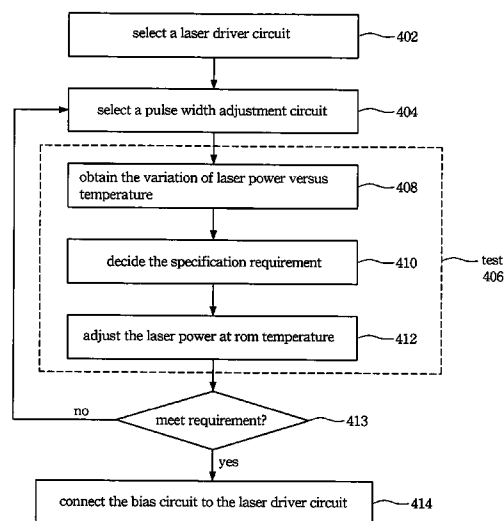 select a laser driver circuit
402
select a pulse width adjustment circuit
404
obtain the variation of laser power versus
temperature
408
decide the specification requirement
410
test
406
adjust the laser power at rom temperature
412
no
meet requirement?
413
yes
connect the bias circuit to the laser driver circuit
414